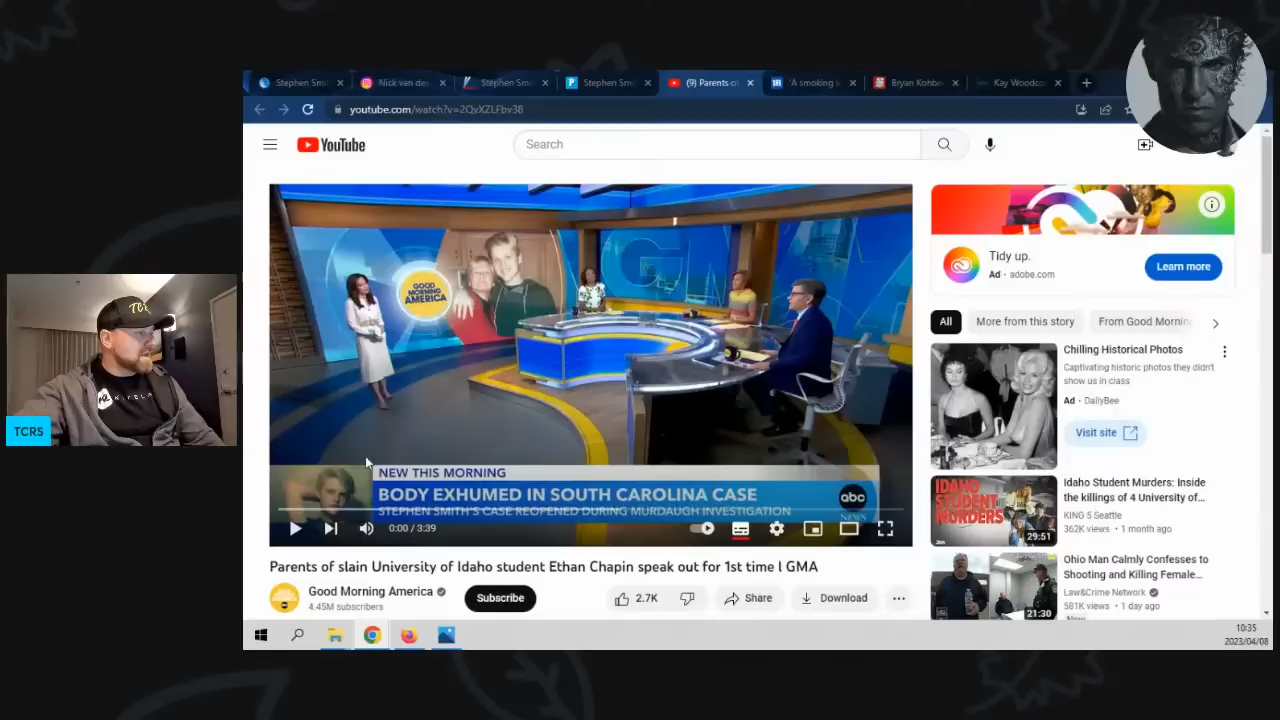 Stephen Smi
Nick van de
Stephen Sm
Stephen Sm
(9) Parents o
'A smoking
Bryan Kohbe
Kay Woodco
youtube.com/watch?v=2QvXZLFbv38
YouTube
Search
GOOD
MORNING
AMERICA
GM
NEW THIS MORNING
BODY EXHUMED IN SOUTH CAROLINA CASE
STEPHEN SMITH'S CASE REOPENED DURING MURDAUGH INVESTIGATION
abc
NEWS
0:00 / 3:39
Parents of slain University of Idaho student Ethan Chapin speak out for 1st time l GMA
Good Morning America
4.45M subscribers
Subscribe
2.7K
Share
Download
Tidy up.
Ad · adobe.com
Learn more
All
More from this story
From Good Mornin
Chilling Historical Photos
Captivating historic photos they didn't
show us in class
Ad · DailyBee
Visit site
IDAHO
STUDENT
MURDERS
29:51
Idaho Student Murders: Inside
the killings of 4 University of...
KING 5 Seattle
362K views · 1 month ago
21:30
Ohio Man Calmly Confesses to
Shooting and Killing Female...
Law&Crime Network
581K views · 1 day ago
New
TCRS
10:35
2023/04/08